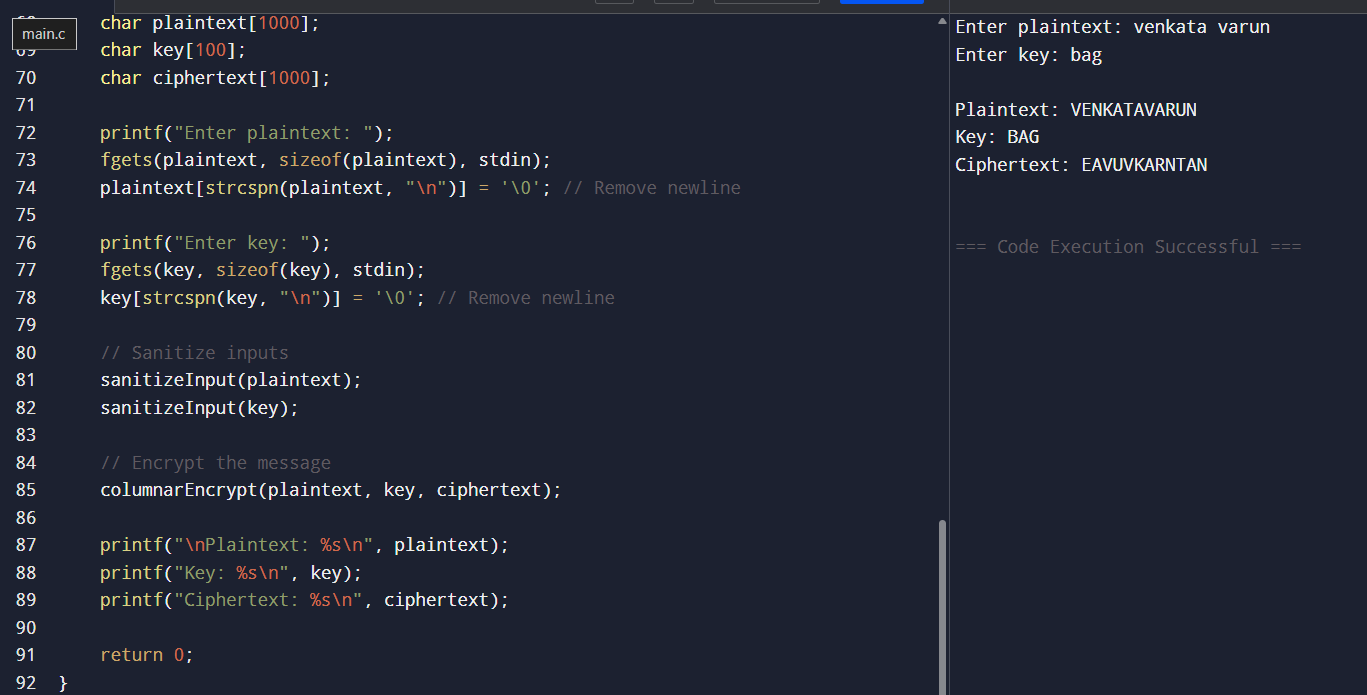 main.c
char plaintext[1000];
char key[100];
70 char ciphertext[1000];
71
72 printf("Enter plaintext: ");
73 fgets(plaintext, sizeof(plaintext), stdin);
74 plaintext[strcspn(plaintext, "\n")] = '\0'; // Remove newline
75
76 printf("Enter key: ");
77 fgets(key, sizeof(key), stdin);
78 key[strcspn(key, "\n")] = '\0'; // Remove newline
79
80 // Sanitize inputs
81 sanitizeInput(plaintext);
82 sanitizeInput(key);
83
84 // Encrypt the message
85 columnarEncrypt(plaintext, key, ciphertext);
86
87 printf("\nPlaintext: %s\n", plaintext);
88 printf("Key: %s\n", key);
89 printf("Ciphertext: %s\n", ciphertext);
90
91 return 0;
92 }
Enter plaintext: venkata varun
Enter key: bag
Plaintext: VENKATAVARUN
Key: BAG
Ciphertext: EAVUVKARNTAN
=== Code Execution Successful ===